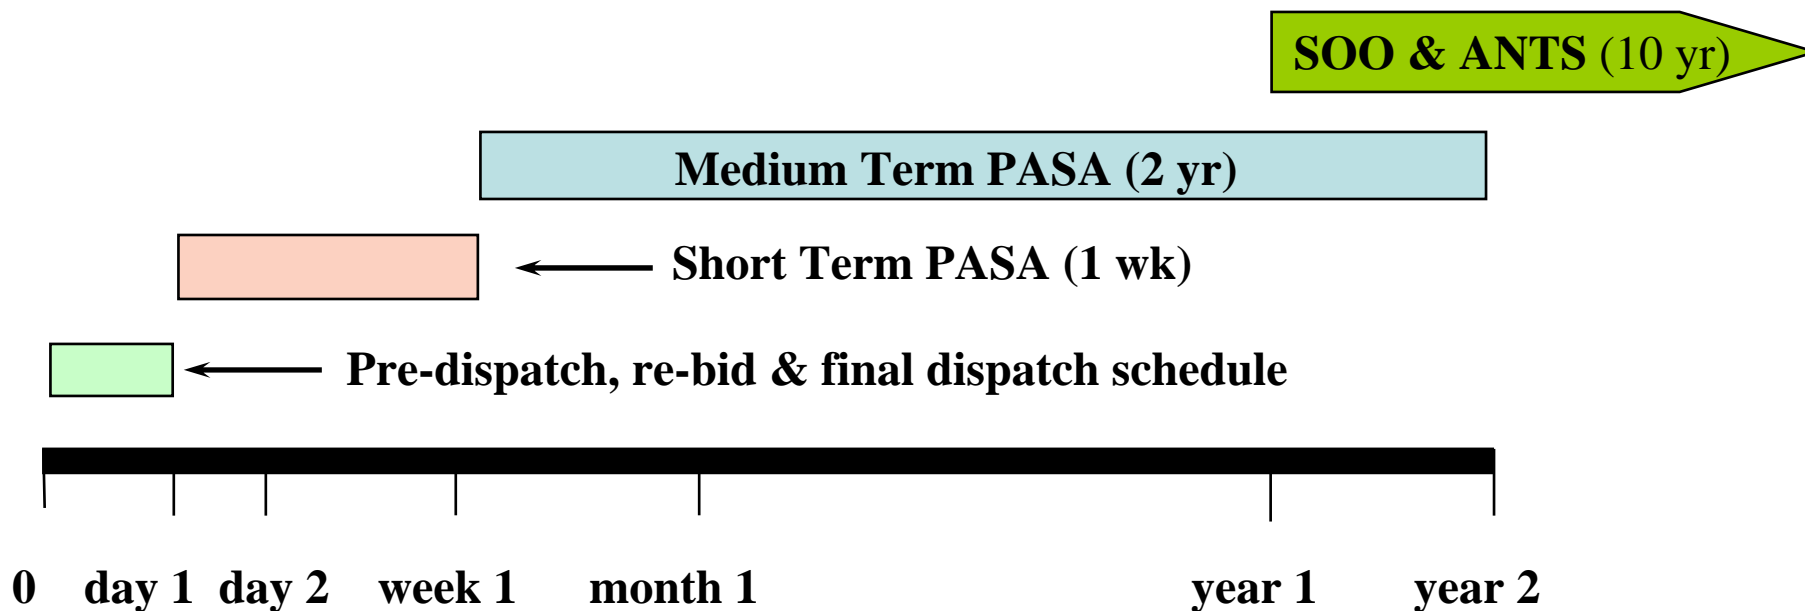 SOO & ANTS (10 yr)
Medium Term PASA (2 yr)
Short Term PASA (1 wk)
Pre-dispatch, re-bid & final dispatch schedule
0 day 1 day 2 week 1 month 1 year 1 year 2